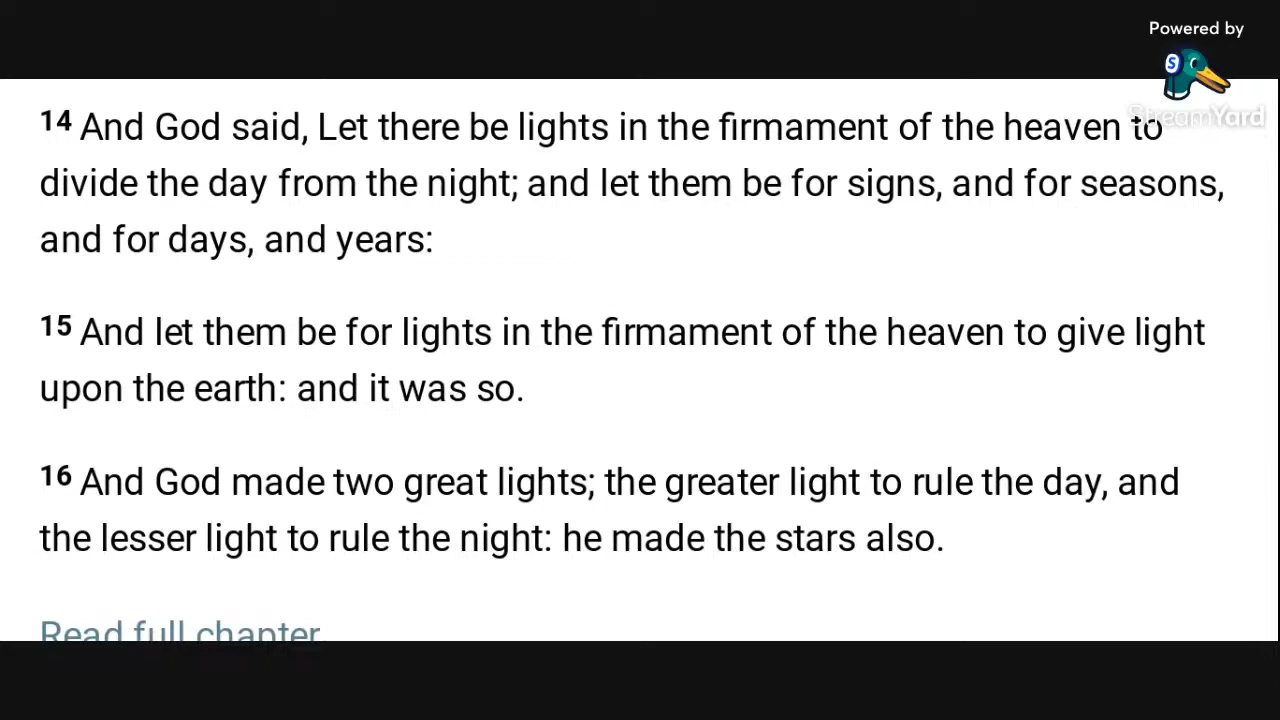 Powered by
S
StreamYard
14 And God said, Let there be lights in the firmament of the heaven to
divide the day from the night; and let them be for signs, and for seasons,
and for days, and years:
15 And let them be for lights in the firmament of the heaven to give light
upon the earth: and it was so.
16 And God made two great lights; the greater light to rule the day, and
the lesser light to rule the night: he made the stars also.
Read full chapter